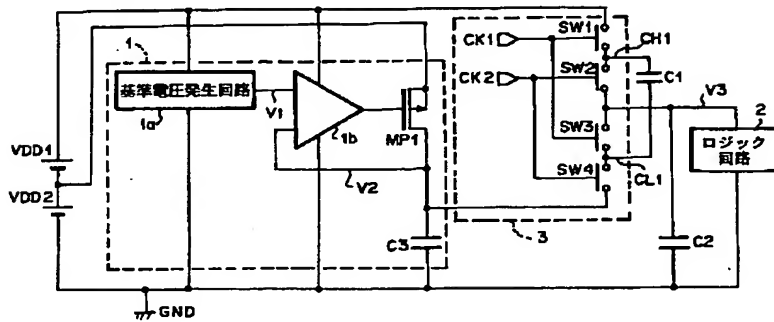 1
基準電圧発生回路
1a
V1
1b
MP1
V2
C3
VDD1
VDD2
GND
CK1
CK2
SW1
SW2
SW3
SW4
CH1
C1
CL1
3
V3
2
ロジック
回路
C2